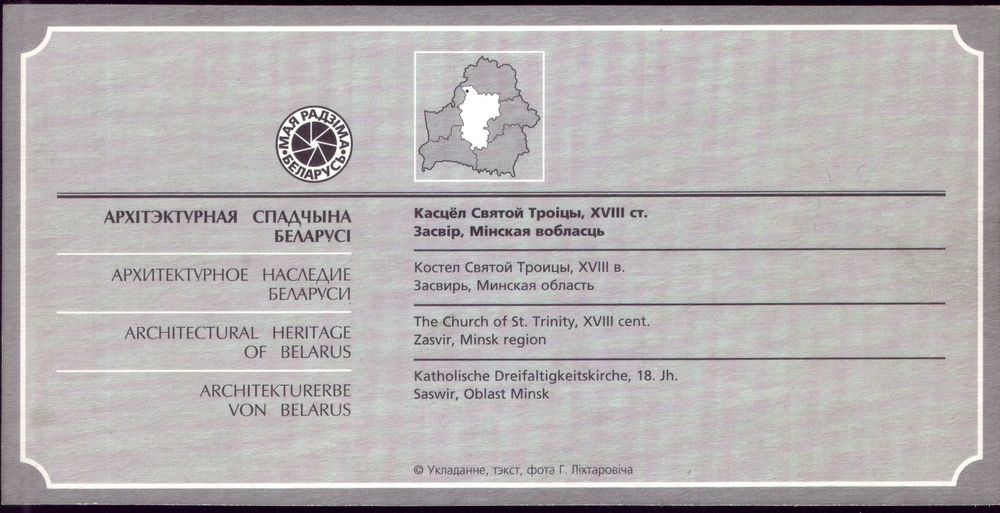 МАЯ РАДЗІМА
БЕЛАРУСЬ
АРХІТЭКТУРНАЯ СПАДЧЫНА
БЕЛАРУСІ
АРХИТЕКТУРНОЕ НАСЛЕДИЕ
БЕЛАРУСИ
ARCHITECTURAL HERITAGE
OF BELARUS
ARCHITEKTURERBE
VON BELARUS
Касцёл Святой Троіцы, XVIII ст.
Засвір, Мінская вобласць
Костел Святой Троицы, XVIII в.
Засвирь, Минская область
The Church of St. Trinity, XVIII cent.
Zasvir, Minsk region
Katholische Dreifaltigkeitskirche, 18. Jh.
Saswir, Oblast Minsk
© Укладанне, тэкст, фота Г. Ліхтаровіча